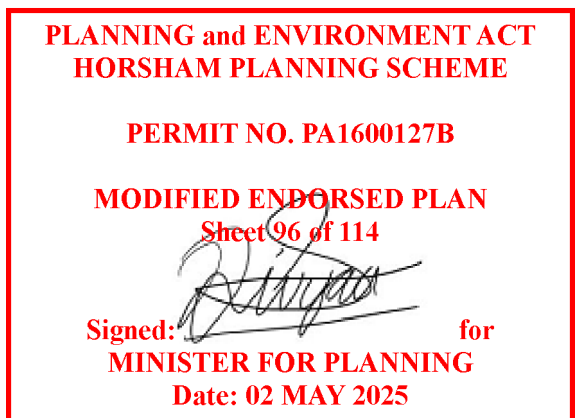 PLANNING and ENVIRONMENT ACT
HORSHAM PLANNING SCHEME
PERMIT NO. PA1600127B
MODIFIED ENDORSED PLAN
Sheet 96 of 114
Signed: for
MINISTER FOR PLANNING
Date: 02 MAY 2025